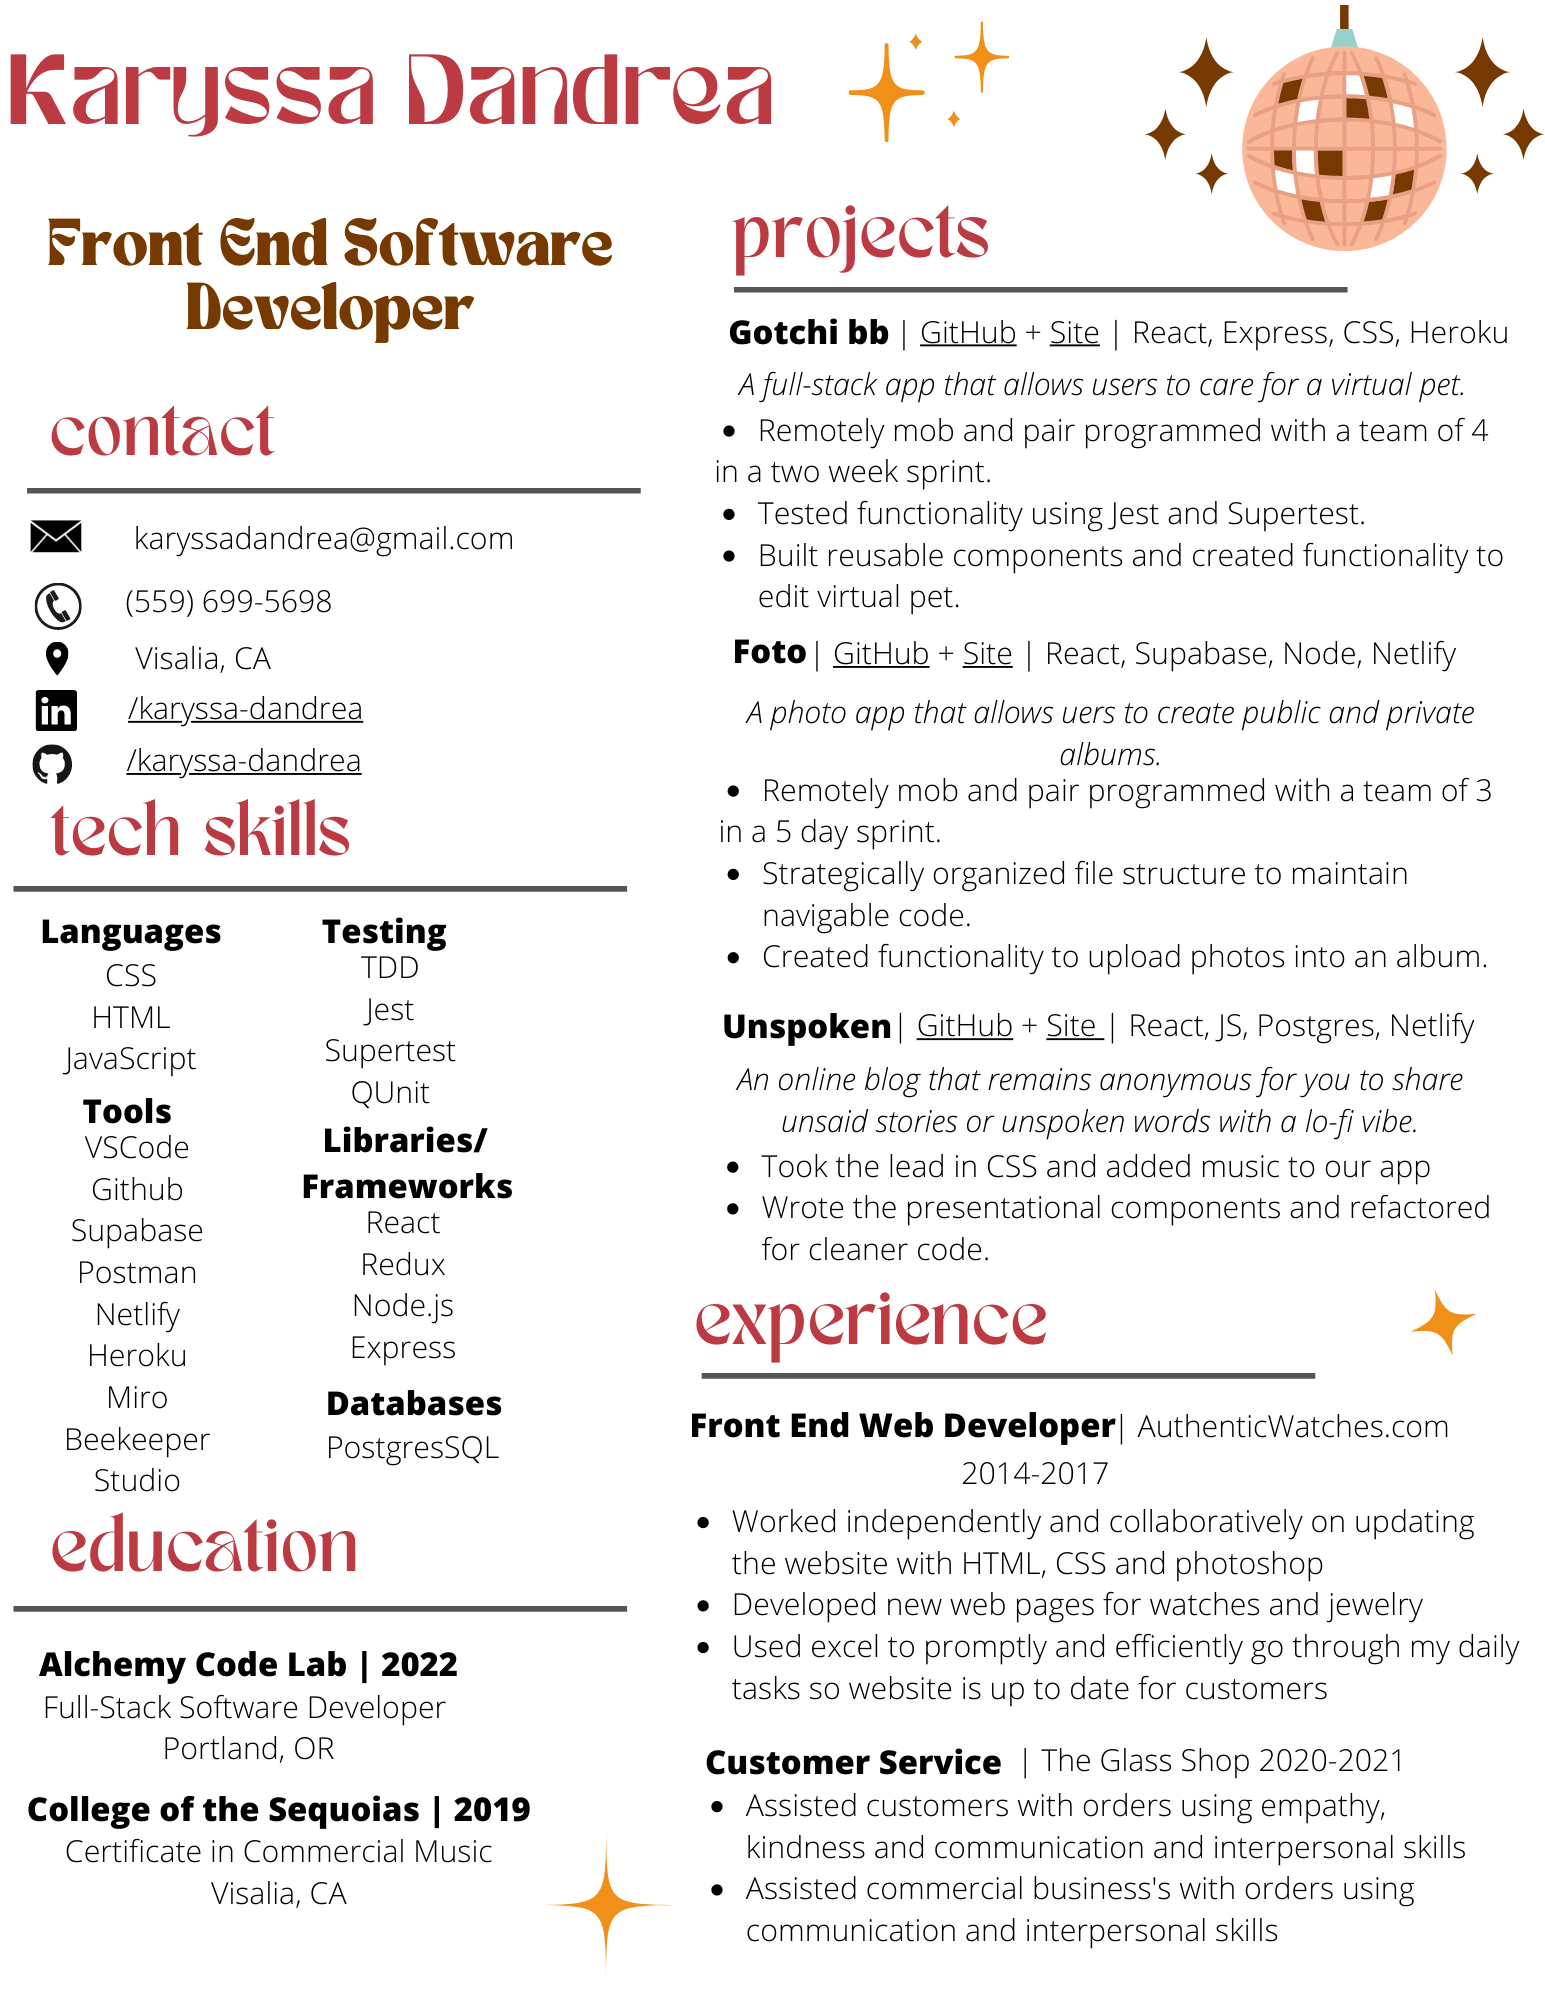 Karyssa Dandrea
Front End Software
Developer
contact
karyssadandrea@gmail.com
(559) 699-5698
Visalia, CA
in
/karyssa-dandrea
/karyssa-dandrea
tech skills
Languages
CSS
HTML
JavaScript
Tools
VSCode
Github
Supabase
Postman
Netlify
Heroku
Miro
Beekeeper
Studio
Testing
TDD
Jest
Supertest
QUnit
Libraries/
Frameworks
React
Redux
Node.js
Express
Databases
PostgresSQL
education
Alchemy Code Lab | 2022
Full-Stack Software Developer
Portland, OR
College of the Sequoias | 2019
Certificate in Commercial Music
Visalia, CA
projects
Gotchi bb | GitHub + Site | React, Express, CSS, Heroku
A full-stack app that allows users to care for a virtual pet.
• Remotely mob and pair programmed with a team of 4
in a two week sprint.
• Tested functionality using Jest and Supertest.
• Built reusable components and created functionality to
edit virtual pet.
Foto | GitHub + Site | React, Supabase, Node, Netlify
A photo app that allows uers to create public and private
albums.
• Remotely mob and pair programmed with a team of 3
in a 5 day sprint.
• Strategically organized file structure to maintain
navigable code.
• Created functionality to upload photos into an album.
Unspoken| GitHub + Site | React, JS, Postgres, Netlify
An online blog that remains anonymous for you to share
unsaid stories or unspoken words with a lo-fi vibe.
• Took the lead in CSS and added music to our app
• Wrote the presentational components and refactored
for cleaner code.
experience
Front End Web Developer| AuthenticWatches.com
2014-2017
• Worked independently and collaboratively on updating
the website with HTML, CSS and photoshop
• Developed new web pages for watches and jewelry
• Used excel to promptly and efficiently go through my daily
tasks so website is up to date for customers
Customer Service | The Glass Shop 2020-2021
• Assisted customers with orders using empathy,
kindness and communication and interpersonal skills
• Assisted commercial business's with orders using
communication and interpersonal skills